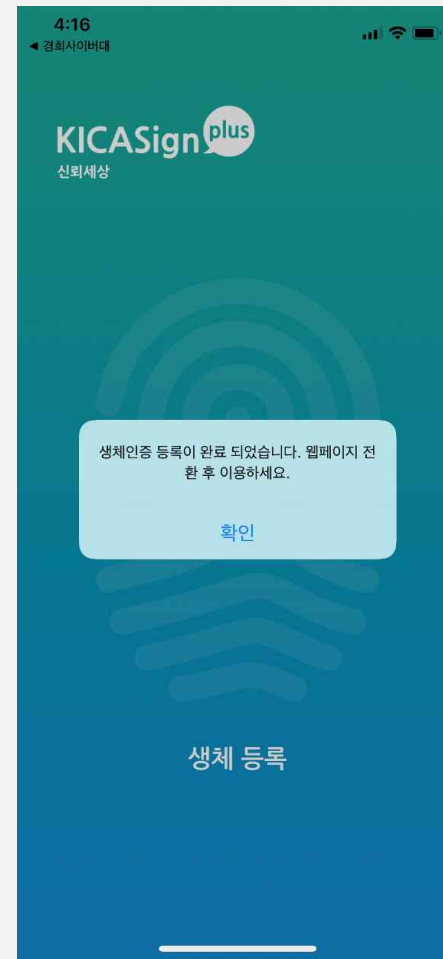 4:16
◀ 경희사이버대
KICASign plus
신뢰세상
생체인증 등록이 완료 되었습니다. 웹페이지 전
환 후 이용하세요.
확인
생체 등록